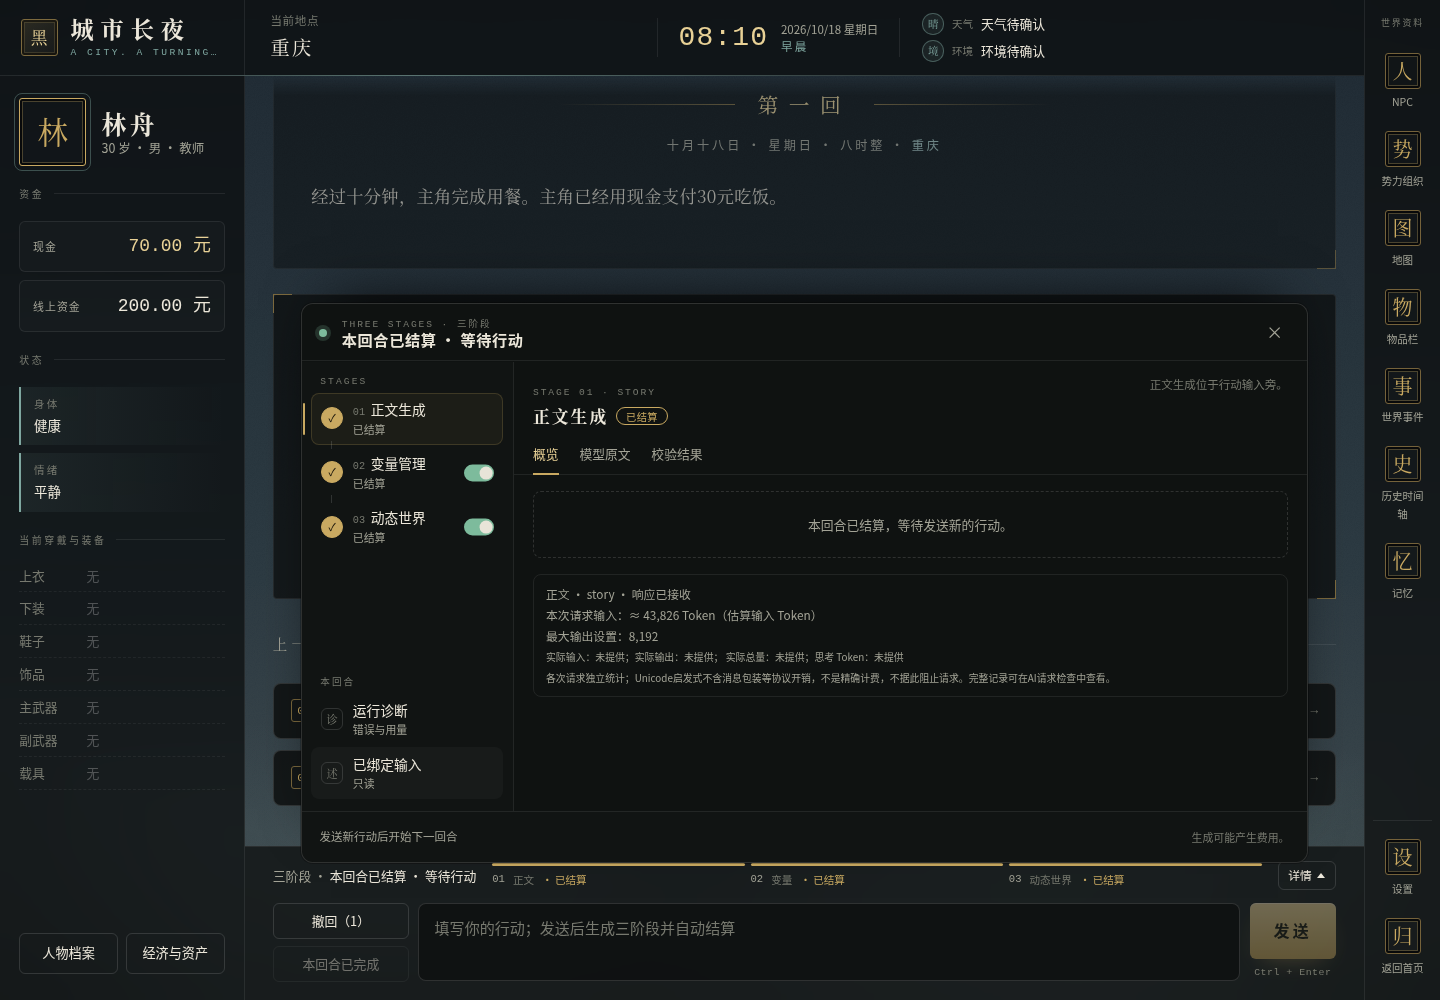 黑
城市长夜
A CITY. A TURNING…
当前地点
重庆
08:10
2026/10/18 星期日
早晨
晴 天气 天气待确认
境 环境 环境待确认
林
林舟
30 岁 · 男 · 教师
资金
现金 70.00 元
线上资金 200.00 元
状态
身体
健康
情绪
平静
当前穿戴与装备
上衣 无
下装 无
鞋子 无
饰品 无
主武器 无
副武器 无
载具 无
人物档案
经济与资产
第一回
十月十八日 · 星期日 · 八时整 · 重庆
经过十分钟，主角完成用餐。主角已经用现金支付30元吃饭。
上一
THREE STAGES · 三阶段
本回合已结算 · 等待行动
STAGES
✓ 01 正文生成
已结算
✓ 02 变量管理
已结算
✓ 03 动态世界
已结算
本回合
诊 运行诊断
错误与用量
述 已绑定输入
只读
STAGE 01 · STORY
正文生成位于行动输入旁。
正文生成 已结算
概览 模型原文 校验结果
本回合已结算，等待发送新的行动。
正文 · story · 响应已接收
本次请求输入：≈ 43,826 Token（估算输入 Token）
最大输出设置：8,192
实际输入：未提供；实际输出：未提供；实际总量：未提供；思考 Token：未提供
各次请求独立统计；Unicode启发式不含消息包装等协议开销，不是精确计费，不据此阻止请求。完整记录可在AI请求检查中查看。
→
→
发送新行动后开始下一回合
生成可能产生费用。
三阶段 · 本回合已结算 · 等待行动
01 正文 · 已结算
02 变量 · 已结算
03 动态世界 · 已结算
详情
撤回（1）
本回合已完成
填写你的行动；发送后生成三阶段并自动结算
发送
Ctrl + Enter
世界资料
人
NPC
势
势力组织
图
地图
物
物品栏
事
世界事件
史
历史时间
轴
忆
记忆
设
设置
归
返回首页